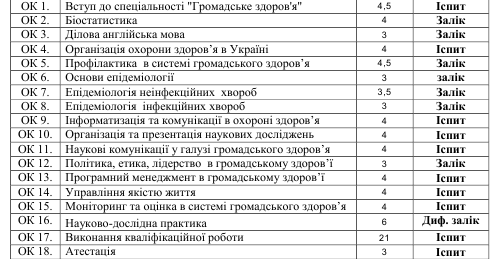 ОК 1. Вступ до спеціальності "Громадське здоров'я" 4,5 Іспит
ОК 2. Біостатистика 4 Залік
ОК 3. Ділова англійська мова 3 Залік
ОК 4. Організація охорони здоров’я в Україні 4 Іспит
ОК 5. Профілактика в системі громадського здоров’я 4,5 Залік
ОК 6. Основи епідеміології 3 залік
ОК 7. Епідеміологія неінфекційних хвороб 3,5 Залік
ОК 8. Епідеміологія інфекційних хвороб 3 Залік
ОК 9. Інформатизація та комунікації в охороні здоров’я 4 Іспит
ОК 10. Організація та презентація наукових досліджень 4 Іспит
ОК 11. Наукові комунікації у галузі громадського здоров’я 4 Іспит
ОК 12. Політика, етика, лідерство в громадському здоров’ї 3 Залік
ОК 13. Програмний менеджмент в громадському здоров’ї 4 Іспит
ОК 14. Управління якістю життя 4 Іспит
ОК 15. Моніторинг та оцінка в системі громадського здоров’я 4 Іспит
ОК 16. Науково-дослідна практика 6 Диф. залік
ОК 17. Виконання кваліфікаційної роботи 21 Іспит
ОК 18. Атестація 3 Іспит